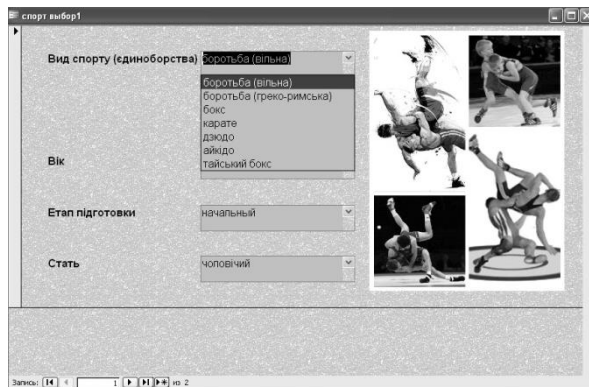 спорт выбор1
Вид спорту (єдиноборства) боротьба (вільна)
боротьба (вільна)
боротьба (греко-римська)
бокс
карате
дзюдо
айкідо
тайський бокс
Вік
Етап підготовки начальный
Стать чоловічий
Запись: 1 из 2